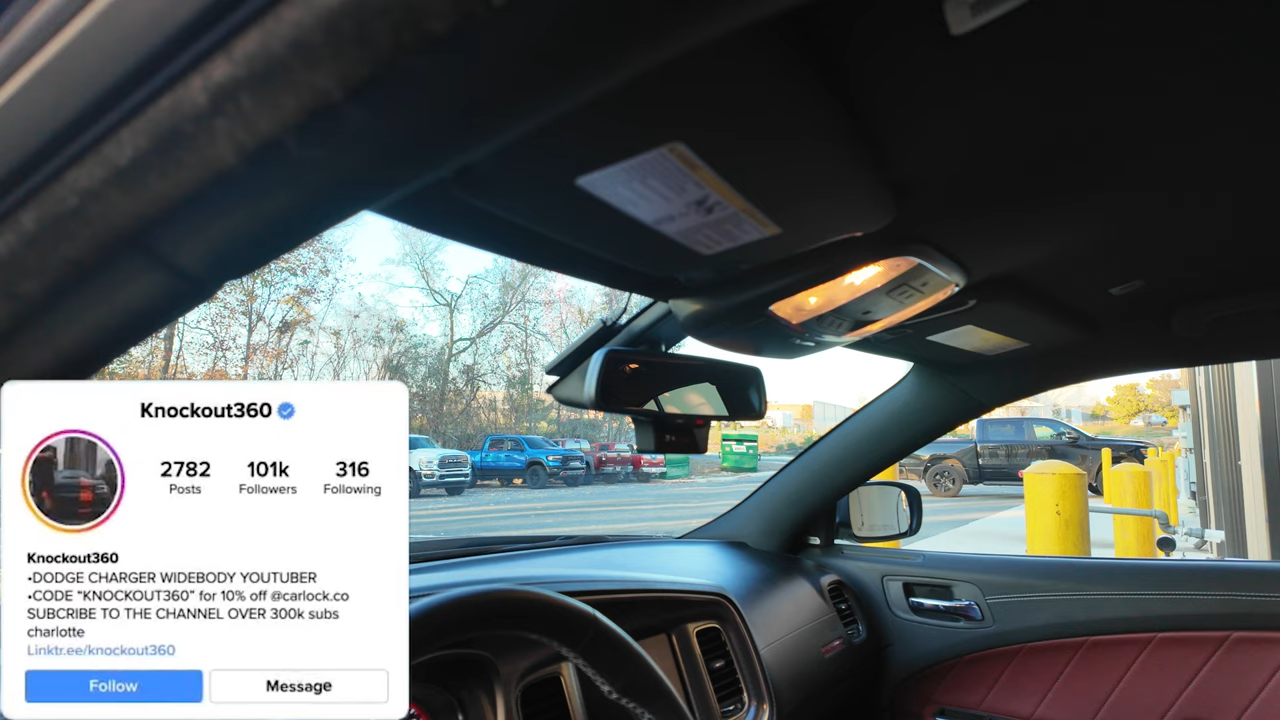 Knockout360
2782
101k
316
Posts
Followers
Following
Knockout360
•DODGE CHARGER WIDEBODY YOUTUBER
•CODE “KNOCKOUT360” for 10% off @carlock.co
SUBCRIBE TO THE CHANNEL OVER 300k subs
charlotte
Linktr.ee/knockout360
Follow
Message